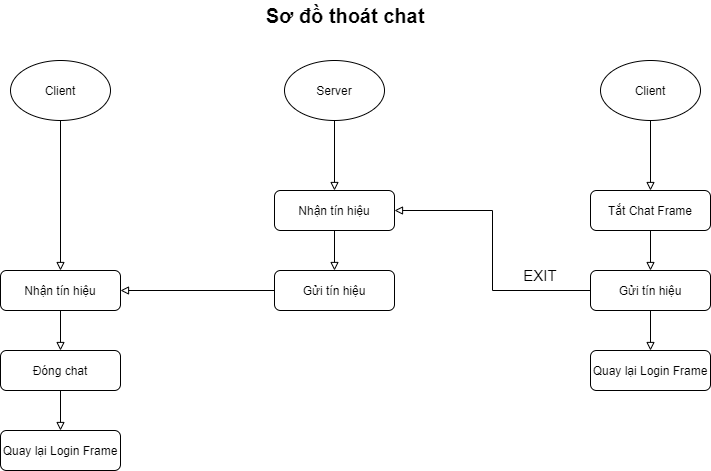 Sơ đồ thoát chat
Client
Server
Client
Nhận tín hiệu
Tắt Chat Frame
EXIT
Nhận tín hiệu
Gửi tín hiệu
Gửi tín hiệu
Đóng chat
Quay lại Login Frame
Quay lại Login Frame